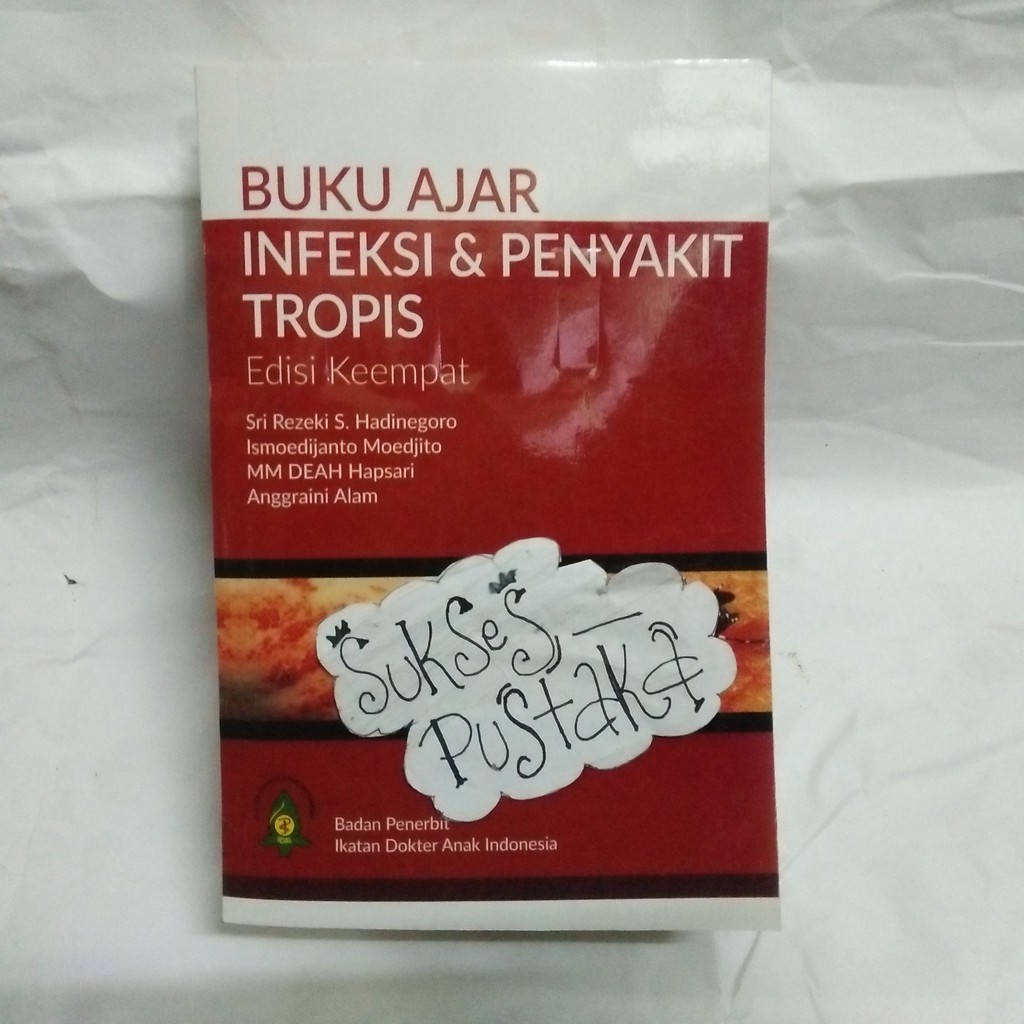 BUKU AJAR
INFEKSI & PENYAKIT
TROPIS
Edisi Keempat
Sri Rezeki S. Hadinegoro
Ismoedijanto Moedjito
MM DEAH Hapsari
Anggraini Alam
SUKSES_
PUStAKA
Badan Penerbit
Ikatan Dokter Anak Indonesia